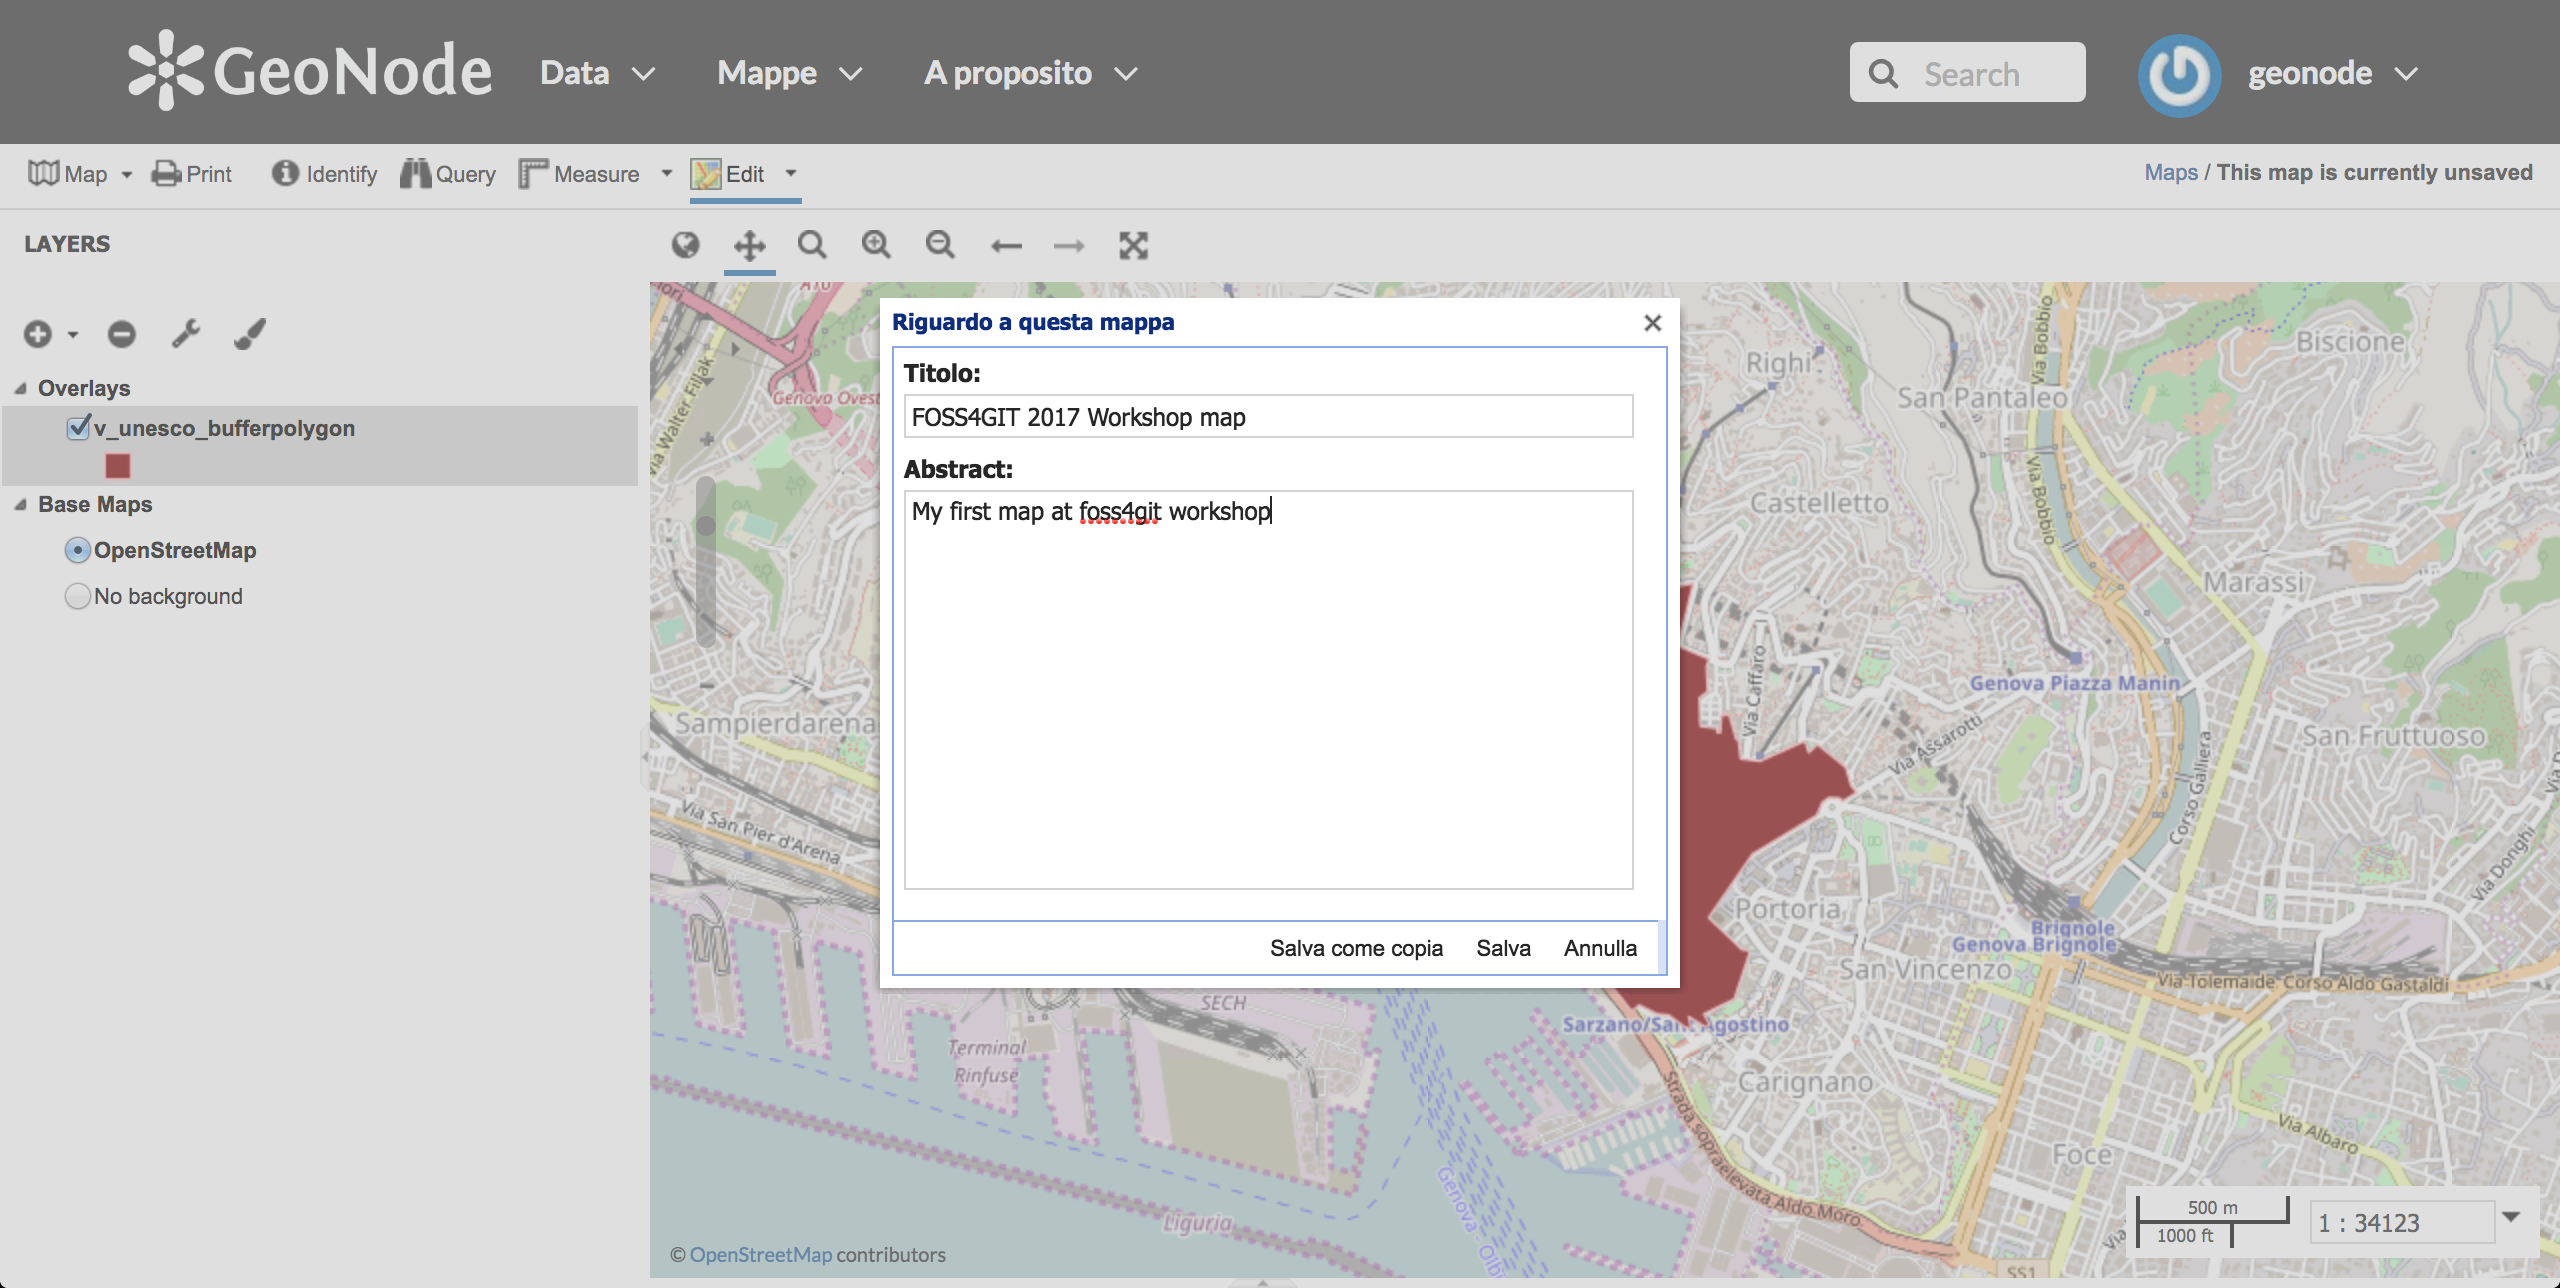 GeoNode Data Mappe A proposito Search geonode
Map Print Identify Query Measure Edit Maps / This map is currently unsaved
LAYERS
Overlays
v_unesco_bufferpolygon
Base Maps
OpenStreetMap
No background
Riguardo a questa mappa
Titolo:
FOSS4GIT 2017 Workshop map
Abstract:
My first map at foss4git workshop
Salva come copia Salva Annulla
Via Walter Fillak
Genova Ovest
Sampierdarena
Via San Pier d'Arena
Righi
San Pantaleo
Biscione
Via Bobbio
Via Bobbio
Castelletto
Marassi
Via Caffaro
Genova Piazza Manin
Via Assarotti
San Fruttuoso
Corso Galliera
Via Donghi
Portoria
Brignole
Genova Brignole
San Vincenzo
Via Tolemaide
Corso Aldo Gastaldi
SECH
Terminal
Rinfuse
Carignano
Strada sopraelevata Aldo Moro
Via Albaro
Foce
Liguria
SS1
500 m
1000 ft
1 : 34123
© OpenStreetMap contributors